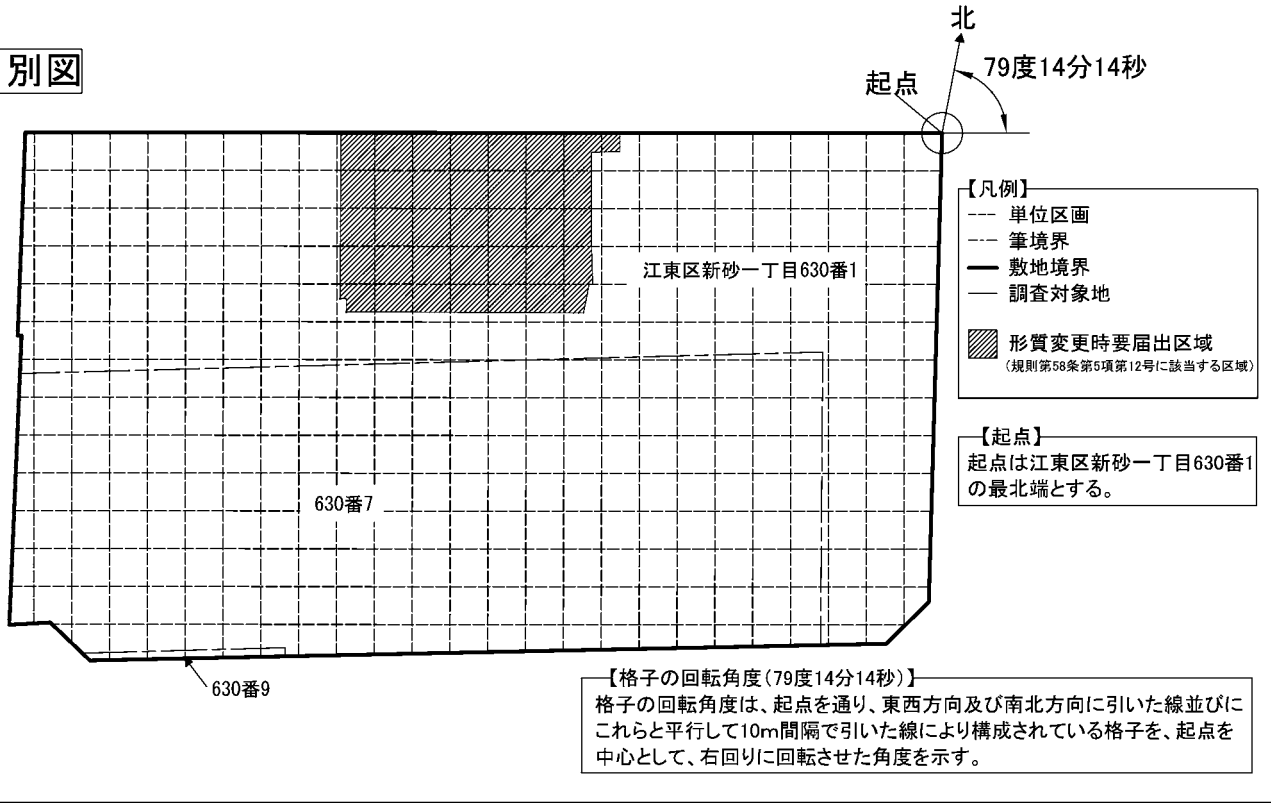 別図
北
79度14分14秒
起点
【凡例】
単位区画
筆境界
敷地境界
調査対象地
形質変更時要届出区域
(規則第58条第5項第12号に該当する区域)
江東区新砂一丁目630番1
【起点】
起点は江東区新砂一丁目630番1
の最北端とする。
630番7
630番9
【格子の回転角度(79度14分14秒)】
格子の回転角度は、起点を通り、東西方向及び南北方向に引いた線並びに
これらと平行して10m間隔で引いた線により構成されている格子を、起点を
中心として、右回りに回転させた角度を示す。